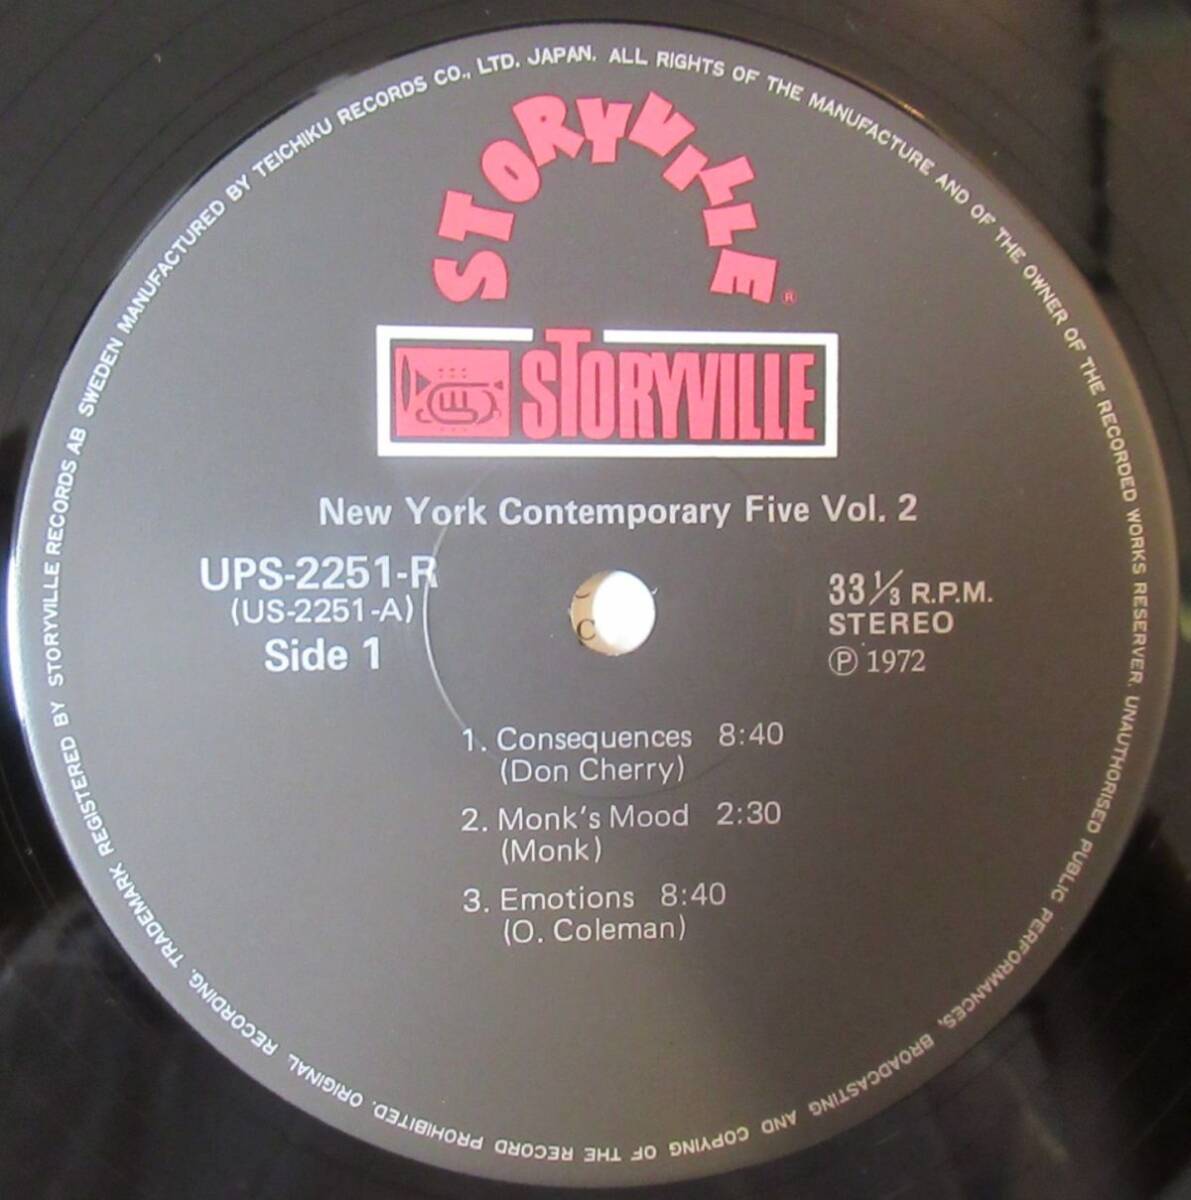 STORYVILLE ®
STORYVILLE
New York Contemporary Five Vol. 2
UPS-2251-R
(US-2251-A)
Side 1
33 1/3 R.P.M.
STEREO
Ⓟ 1972
1. Consequences 8:40
(Don Cherry)
2. Monk's Mood 2:30
(Monk)
3. Emotions 8:40
(O. Coleman)
TRADEMARK REGISTERED BY STORYVILLE RECORDS AB SWEDEN MANUFACTURED BY TEICHIKU RECORDS CO., LTD. JAPAN. ALL RIGHTS OF THE MANUFACTURE AND OF THE OWNER OF THE RECORDED WORKS RESERVER. UNAUTHORISED PUBLIC PERFORMANCES, BROADCASTING AND COPYING OF THE RECORD PROHIBITED. ORIGINAL RECORDING.